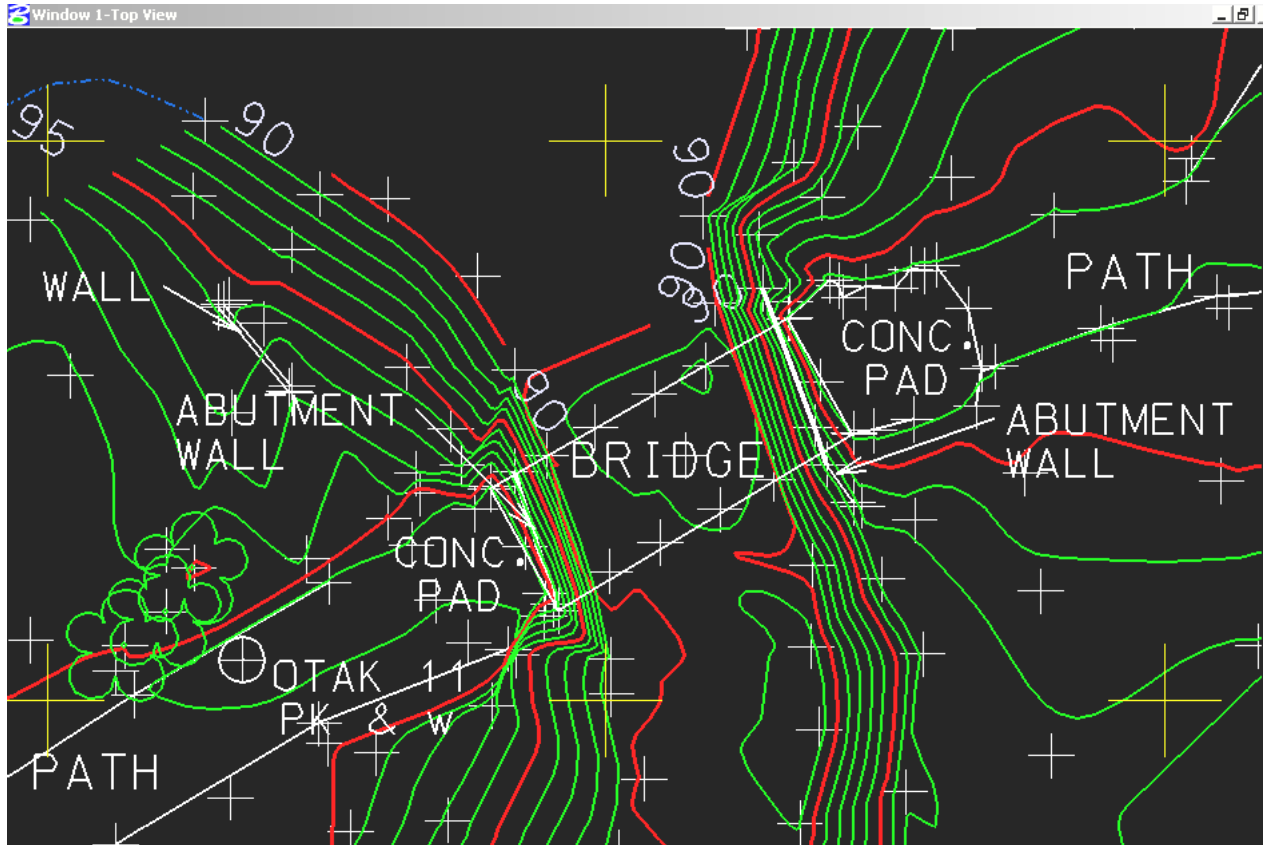 Window 1-Top View
95
90
90
90
90
90
WALL
PATH
CONC.
PAD
ABUTMENT
WALL
BRIDGE
ABUTMENT
WALL
CONC.
PAD
OTAK 11
PK & W
PATH